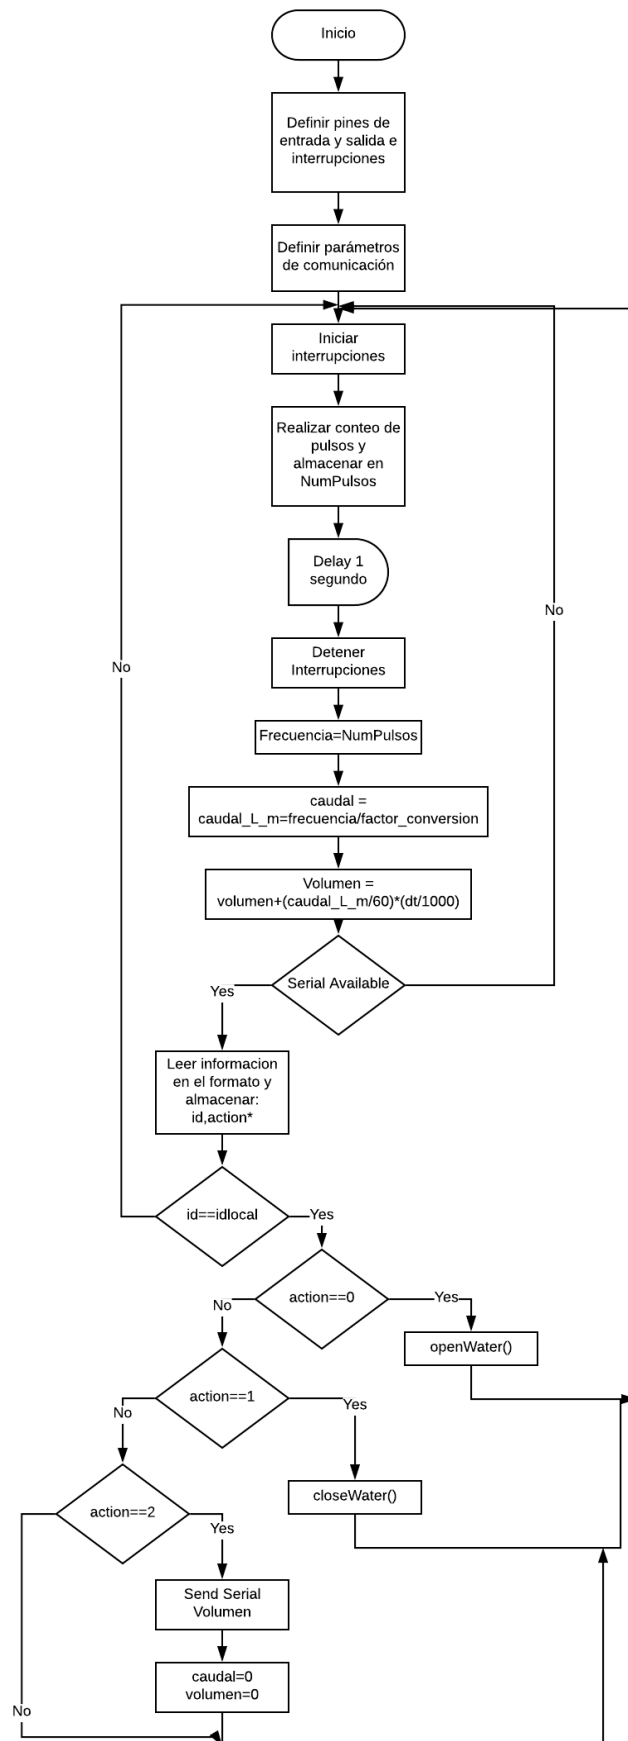 Inicio
Definir pines de
entrada y salida e
interrupciones
Definir parámetros
de comunicación
Iniciar
interrupciones
Realizar conteo de
pulsos y
almacenar en
NumPulsos
Delay 1
segundo
No
Detener
Interrupciones
No
Frecuencia=NumPulsos
caudal =
caudal_L_m=frecuencia/factor_conversion
Volumen =
volumen+(caudal_L_m/60)*(dt/1000)
Serial Available
Yes
Leer informacion
en el formato y
almacenar:
id,action*
id==idlocal
Yes
action==0
Yes
No
openWater()
action==1
Yes
No
closeWater()
action==2
Yes
Send Serial
Volumen
caudal=0
volumen=0
No